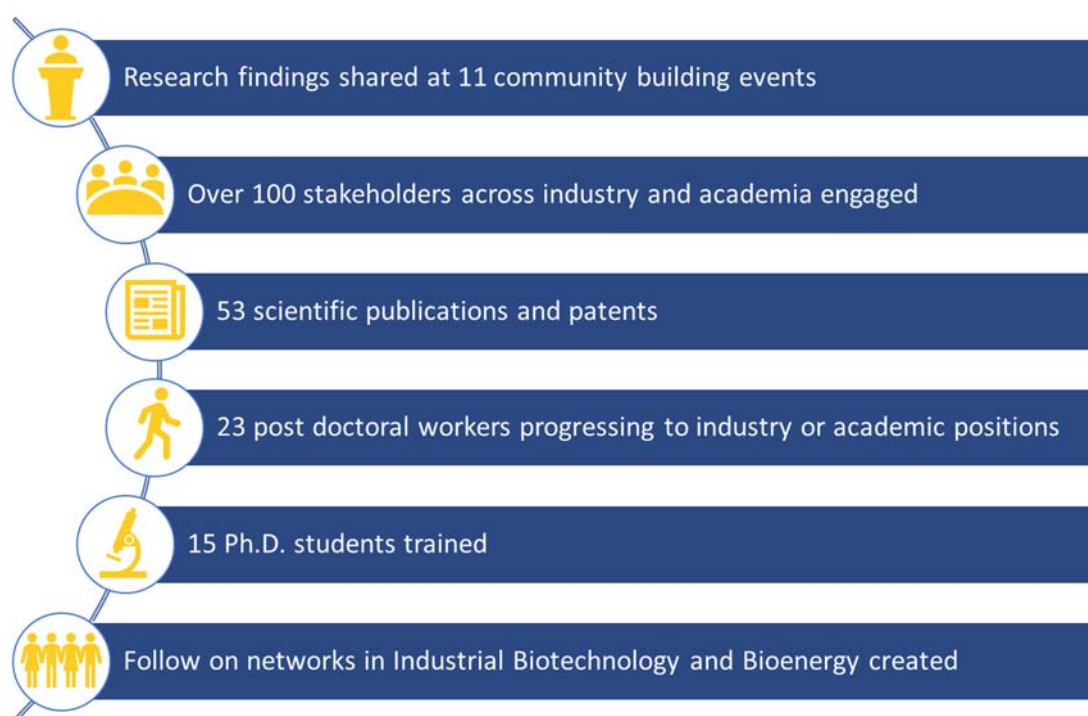 Research findings shared at 11 community building events
Over 100 stakeholders across industry and academia engaged
53 scientific publications and patents
23 post doctoral workers progressing to industry or academic positions
15 Ph.D. students trained
Follow on networks in Industrial Biotechnology and Bioenergy created